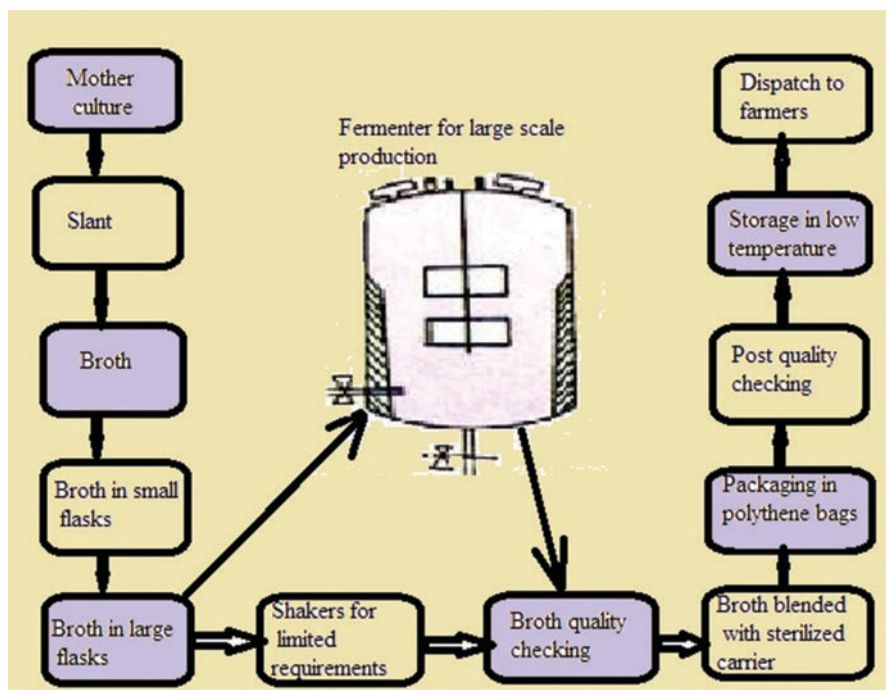 Mother
culture
Slant
Broth
Broth in small
flasks
Broth in large
flasks
Fermenter for large scale
production
Shakers for
limited
requirements
Broth quality
checking
Broth blended
with sterilized
carrier
Packaging in
polythene bags
Post quality
checking
Storage in low
temperature
Dispatch to
farmers